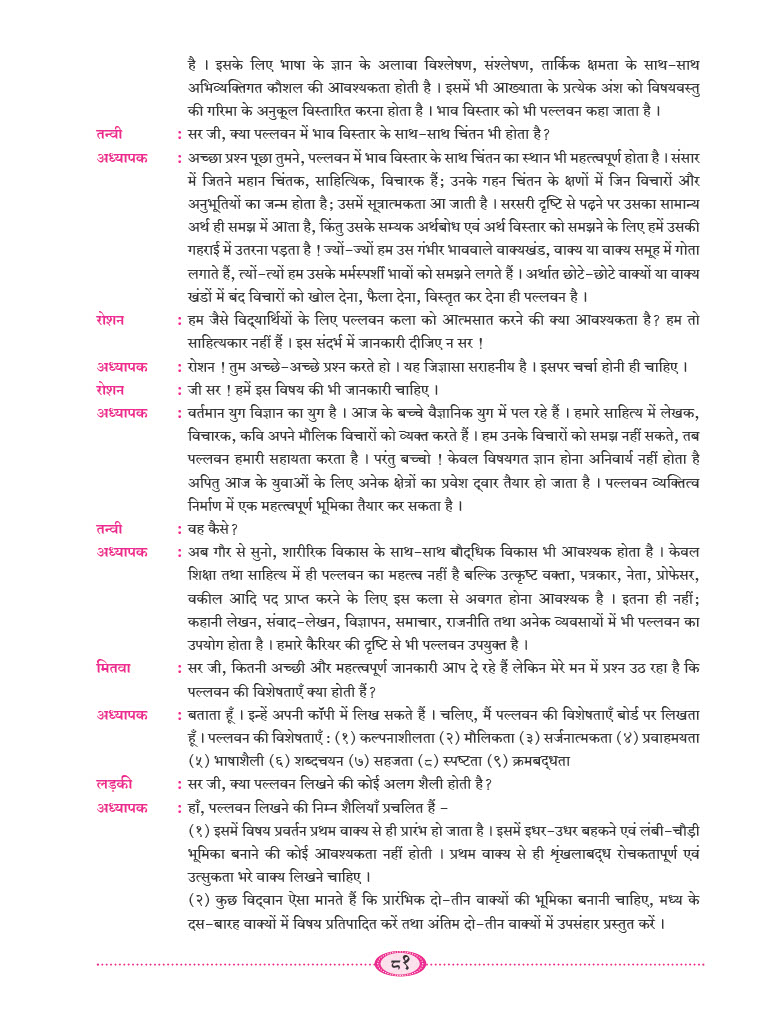 है । इसके लिए भाषा के ज्ञान के अलावा विश्लेषण, संश्लेषण, तार्किक क्षमता के साथ-साथ
अभिव्यक्तिगत कौशल की आवश्यकता होती है । इसमें भी आख्याता के प्रत्येक अंश को विषयवस्तु
की गरिमा के अनुकूल विस्तारित करना होता है । भाव विस्तार को भी पल्लवन कहा जाता है ।
तन्वी : सर जी, क्या पल्लवन में भाव विस्तार के साथ-साथ चिंतन भी होता है?
अध्यापक : अच्छा प्रश्न पूछा तुमने, पल्लवन में भाव विस्तार के साथ चिंतन का स्थान भी महत्त्वपूर्ण होता है । संसार
में जितने महान चिंतक, साहित्यिक, विचारक हैं; उनके गहन चिंतन के क्षणों में जिन विचारों और
अनुभूतियों का जन्म होता है; उसमें सूत्रात्मकता आ जाती है । सरसरी दृष्टि से पढ़ने पर उसका सामान्य
अर्थ ही समझ में आता है, किंतु उसके सम्यक अर्थबोध एवं अर्थ विस्तार को समझने के लिए हमें उसकी
गहराई में उतरना पड़ता है ! ज्यों-ज्यों हम उस गंभीर भाववाले वाक्यखंड, वाक्य या वाक्य समूह में गोता
लगाते हैं, त्यों-त्यों हम उसके मर्मस्पर्शी भावों को समझने लगते हैं । अर्थात छोटे-छोटे वाक्यों या वाक्य
खंडों में बंद विचारों को खोल देना, फैला देना, विस्तृत कर देना ही पल्लवन है ।
रोशन : हम जैसे विद्‌यार्थियों के लिए पल्लवन कला को आत्मसात करने की क्या आवश्यकता है? हम तो
साहित्यकार नहीं हैं । इस संदर्भ में जानकारी दीजिए न सर !
अध्यापक : रोशन ! तुम अच्छे-अच्छे प्रश्न करते हो । यह जिज्ञासा सराहनीय है । इसपर चर्चा होनी ही चाहिए ।
रोशन : जी सर ! हमें इस विषय की भी जानकारी चाहिए ।
अध्यापक : वर्तमान युग विज्ञान का युग है । आज के बच्चे वैज्ञानिक युग में पल रहे हैं । हमारे साहित्य में लेखक,
विचारक, कवि अपने मौलिक विचारों को व्यक्त करते हैं । हम उनके विचारों को समझ नहीं सकते, तब
पल्लवन हमारी सहायता करता है । परंतु बच्चो ! केवल विषयगत ज्ञान होना अनिवार्य नहीं होता है
अपितु आज के युवाओं के लिए अनेक क्षेत्रों का प्रवेश द्‌वार तैयार हो जाता है । पल्लवन व्यक्तित्व
निर्माण में एक महत्त्वपूर्ण भूमिका तैयार कर सकता है ।
तन्वी : वह कैसे?
अध्यापक : अब गौर से सुनो, शारीरिक विकास के साथ-साथ बौद्‌धिक विकास भी आवश्यक होता है । केवल
शिक्षा तथा साहित्य में ही पल्लवन का महत्त्व नहीं है बल्कि उत्कृष्ट वक्ता, पत्रकार, नेता, प्रोफेसर,
वकील आदि पद प्राप्त करने के लिए इस कला से अवगत होना आवश्यक है । इतना ही नहीं;
कहानी लेखन, संवाद-लेखन, विज्ञापन, समाचार, राजनीति तथा अनेक व्यवसायों में भी पल्लवन का
उपयोग होता है । हमारे कैरियर की दृष्टि से भी पल्लवन उपयुक्त है ।
मितवा : सर जी, कितनी अच्छी और महत्त्वपूर्ण जानकारी आप दे रहे हैं लेकिन मेरे मन में प्रश्न उठ रहा है कि
पल्लवन की विशेषताएँ क्या होती हैं?
अध्यापक : बताता हूँ । इन्हें अपनी कॉपी में लिख सकते हैं । चलिए, मैं पल्लवन की विशेषताएँ बोर्ड पर लिखता
हूँ । पल्लवन की विशेषताएँ : (१) कल्पनाशीलता (२) मौलिकता (३) सर्जनात्मकता (४) प्रवाहमयता
(५) भाषाशैली (६) शब्दचयन (७) सहजता (८) स्पष्टता (९) क्रमबद्‌धता
लड़की : सर जी, क्या पल्लवन लिखने की कोई अलग शैली होती है?
अध्यापक : हाँ, पल्लवन लिखने की निम्न शैलियाँ प्रचलित हैं -
(१) इसमें विषय प्रवर्तन प्रथम वाक्य से ही प्रारंभ हो जाता है । इसमें इधर-उधर बहकने एवं लंबी-चौड़ी
भूमिका बनाने की कोई आवश्यकता नहीं होती । प्रथम वाक्य से ही शृंखलाबद्‌ध रोचकतापूर्ण एवं
उत्सुकता भरे वाक्य लिखने चाहिए ।
(२) कुछ विद्‌वान ऐसा मानते हैं कि प्रारंभिक दो-तीन वाक्यों की भूमिका बनानी चाहिए, मध्य के
दस-बारह वाक्यों में विषय प्रतिपादित करें तथा अंतिम दो-तीन वाक्यों में उपसंहार प्रस्तुत करें ।
८१